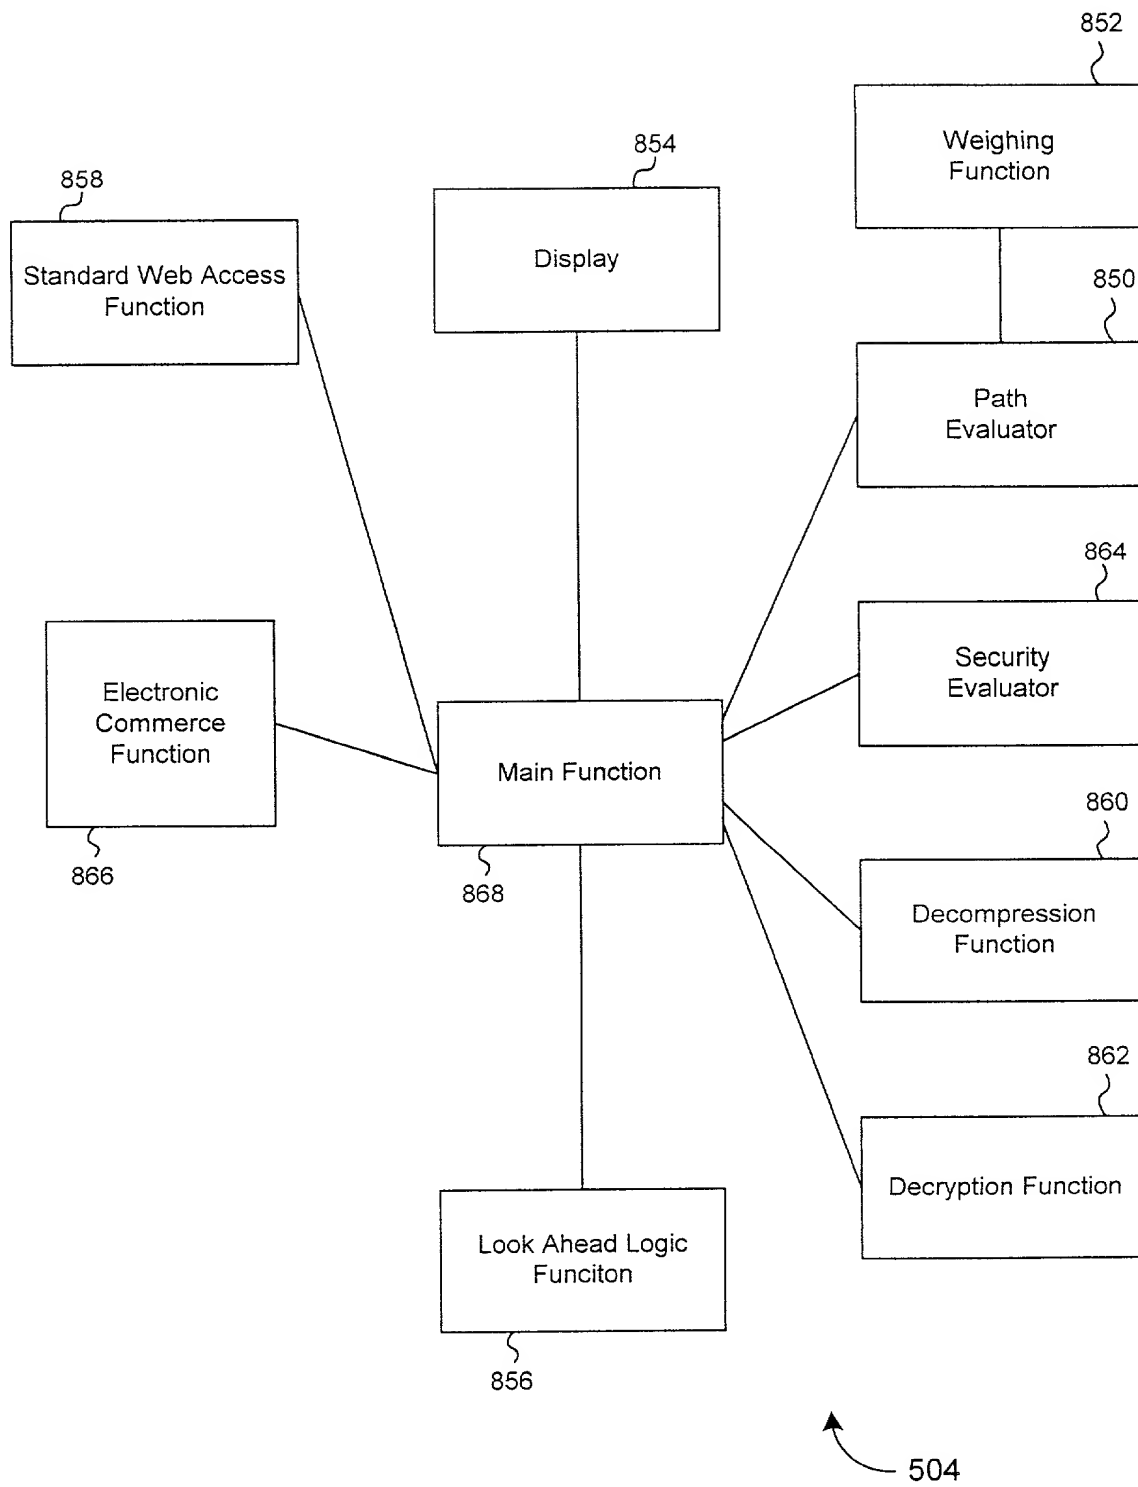 852
Weighing
Function
854
858
Display
Standard Web Access
Function
850
Path
Evaluator
864
Security
Evaluator
Electronic
Commerce
Function
Main Function
866
868
860
Decompression
Function
862
Decryption Function
Look Ahead Logic
Funciton
856
504